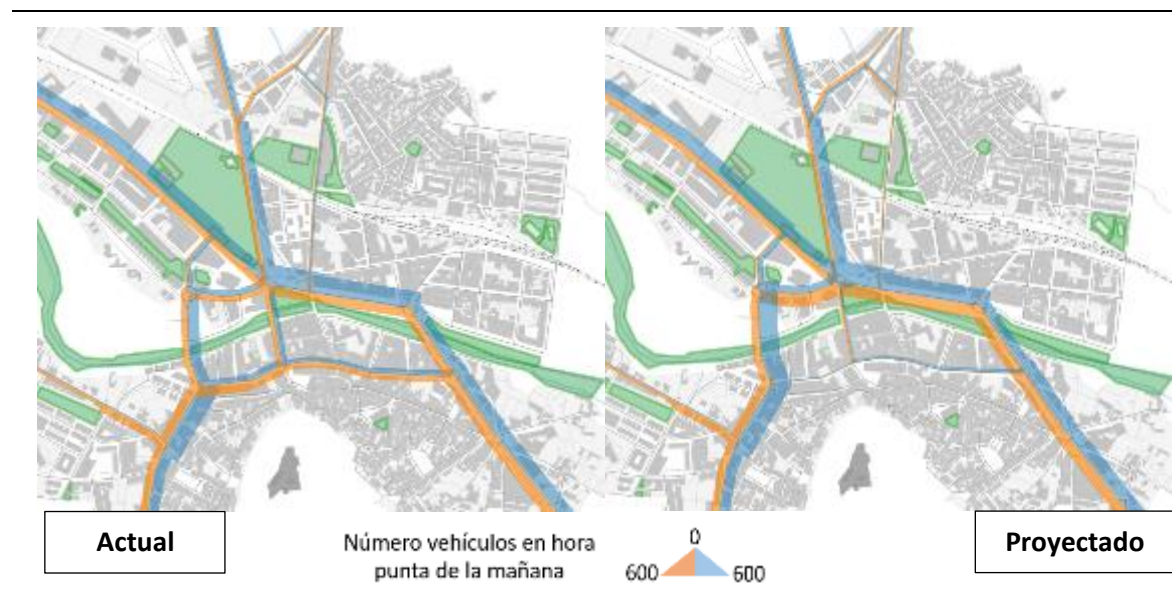 Actual
Número vehículos en hora
punta de la mañana
0
600
600
Proyectado